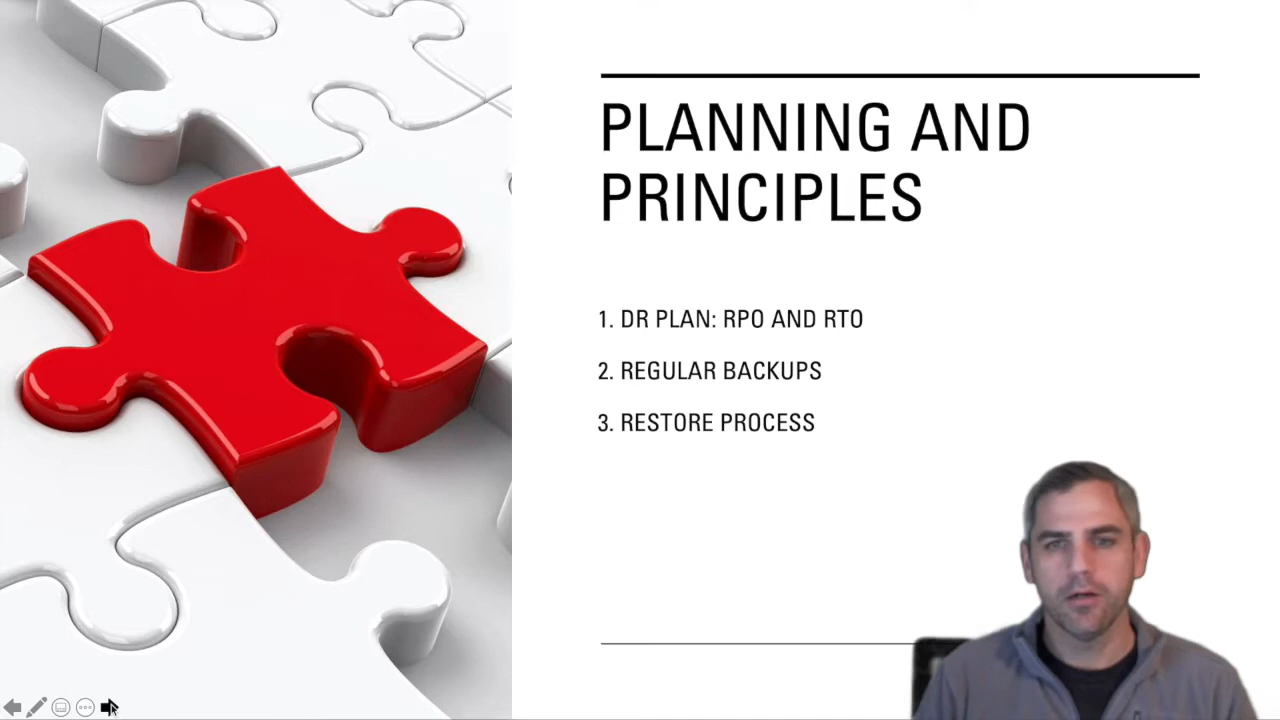 PLANNING AND
PRINCIPLES
1. DR PLAN: RPO AND RTO
2. REGULAR BACKUPS
3. RESTORE PROCESS